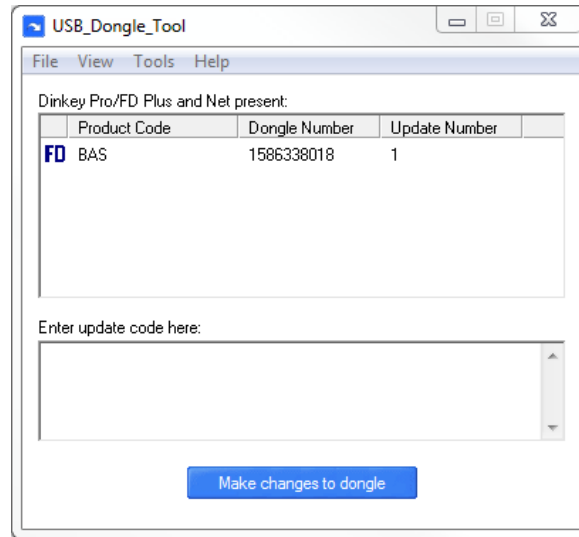 USB_Dongle_Tool
File View Tools Help
Dinkey Pro/FD Plus and Net present:
Product Code Dongle Number Update Number
FD BAS 1586338018 1
Enter update code here:
Make changes to dongle